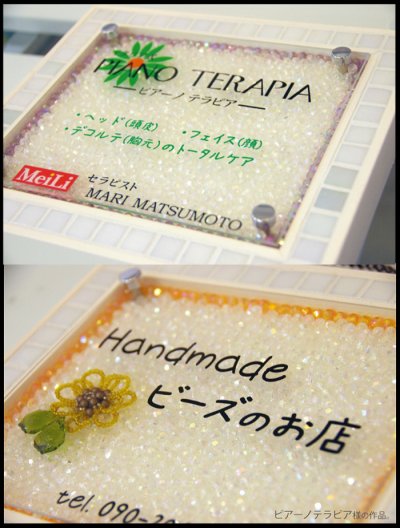 PIANO TERAPIA
ピアーノ テラピア
・ヘッド(頭皮) ・フェイス(顔)
・デコルテ(胸元)のトータルケア
MeiLi
セラピスト
MARI MATSUMOTO
Handmade
ビーズのお店
tel. 090-
ピアーノテラピア様の作品。